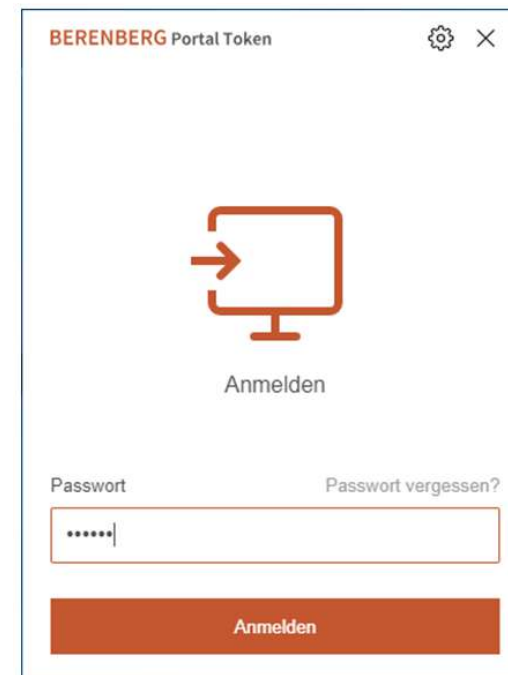 BERENBERG Portal Token
Anmelden
Passwort Passwort vergessen?
••••••
Anmelden